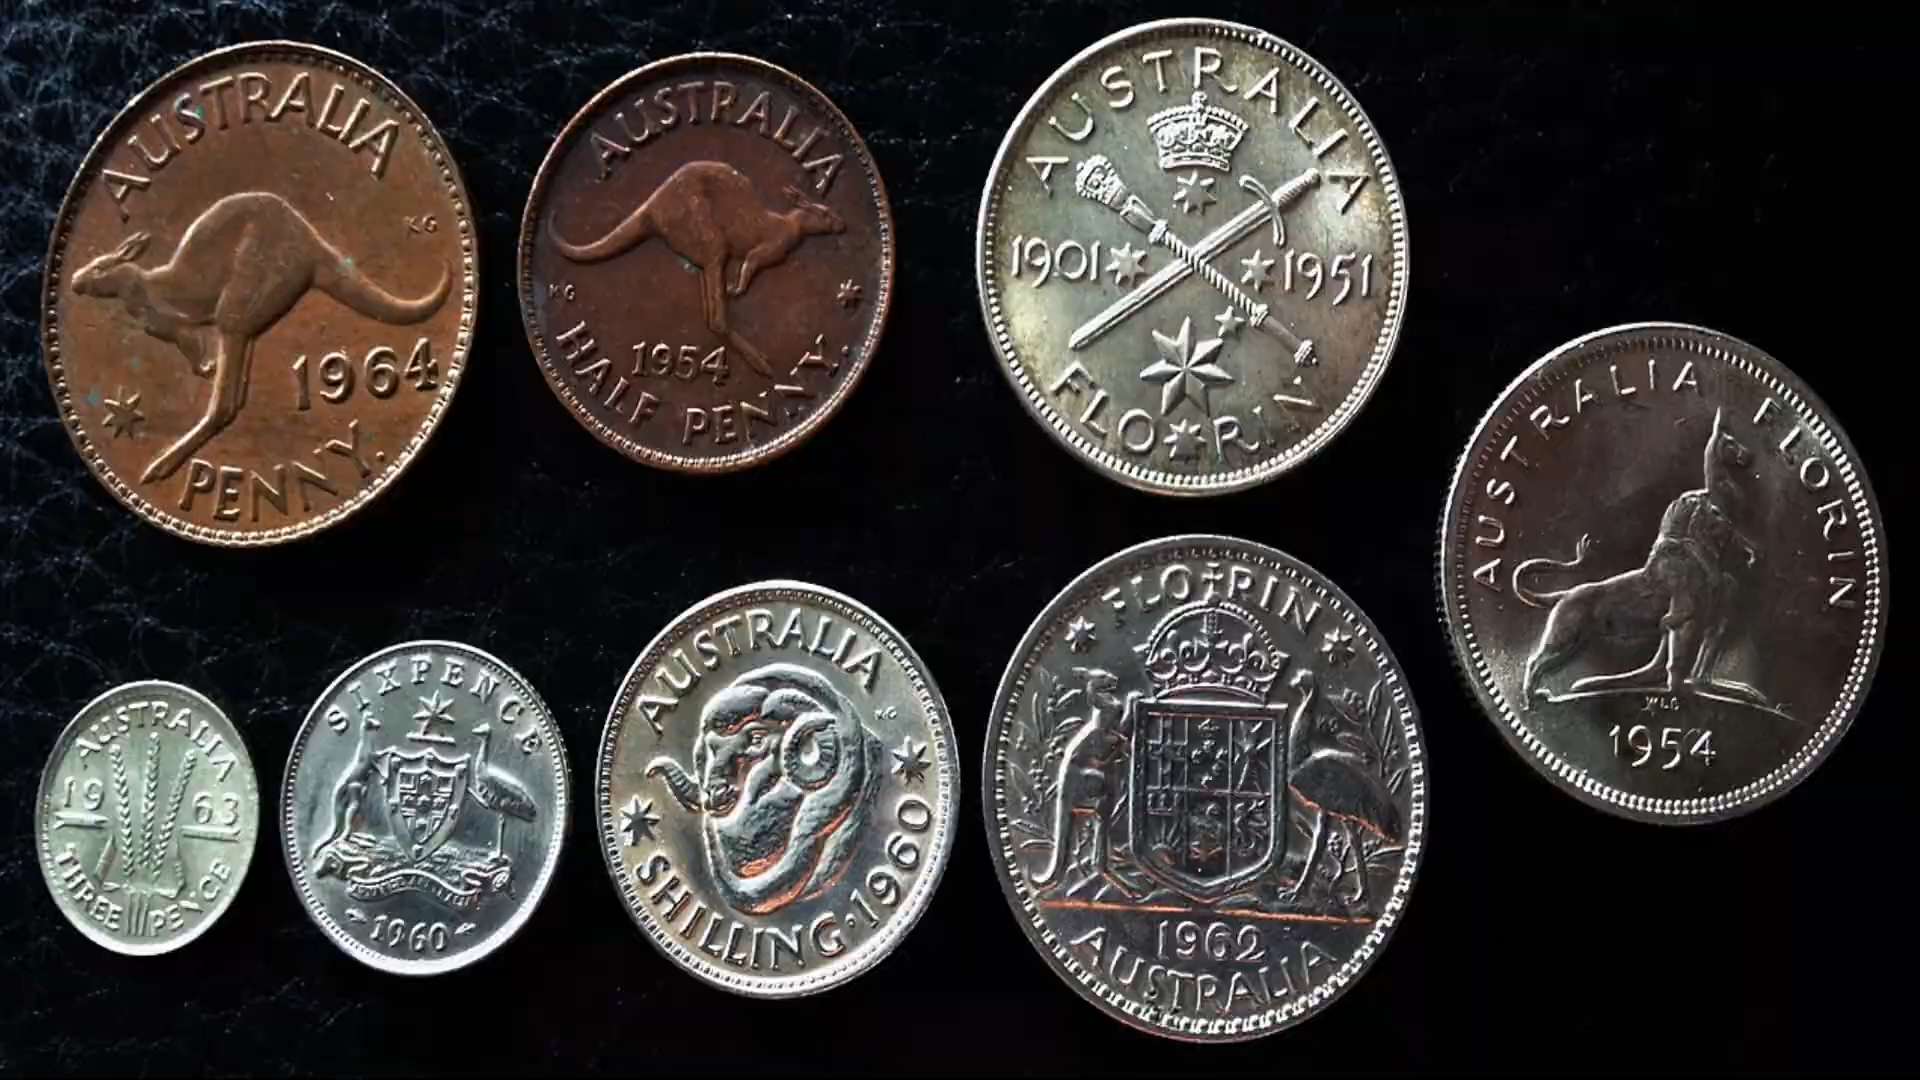 AUSTRALIA
KG
1964
PENNY.
AUSTRALIA
KG
1954
HALF PENNY.
AUSTRALIA
1901 1951
FLORIN
AUSTRALIA FLORIN
WLB
1954
AUSTRALIA
19 63
THREE PENCE
SIXPENCE
1960
AUSTRALIA
KG
SHILLING·1960
FLORIN
KG
1962
AUSTRALIA